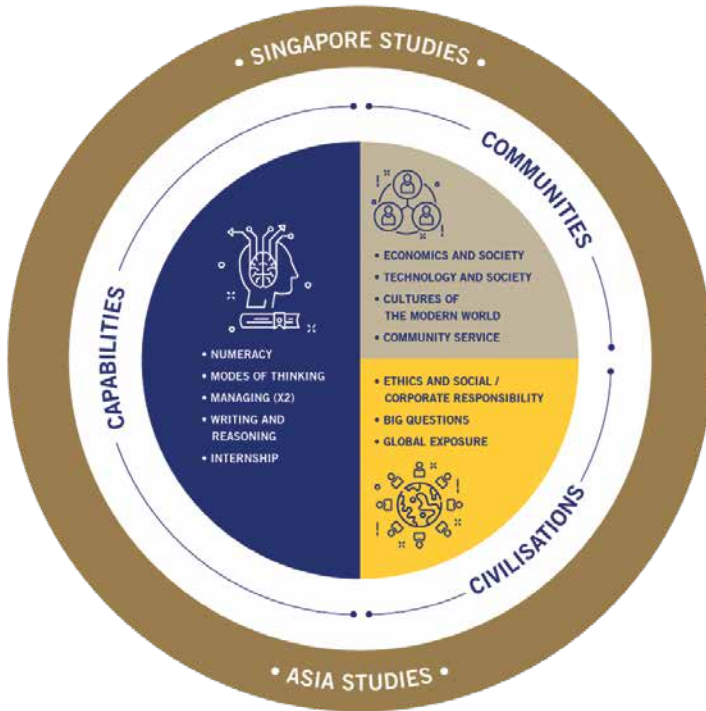 • SINGAPORE STUDIES •
COMMUNITIES
CAPABILITIES
CIVILISATIONS
• ECONOMICS AND SOCIETY
• TECHNOLOGY AND SOCIETY
• CULTURES OF
THE MODERN WORLD
• COMMUNITY SERVICE
• NUMERACY
• MODES OF THINKING
• MANAGING (X2)
• WRITING AND
REASONING
• INTERNSHIP
• ETHICS AND SOCIAL /
CORPORATE RESPONSIBILITY
• BIG QUESTIONS
• GLOBAL EXPOSURE
• ASIA STUDIES •